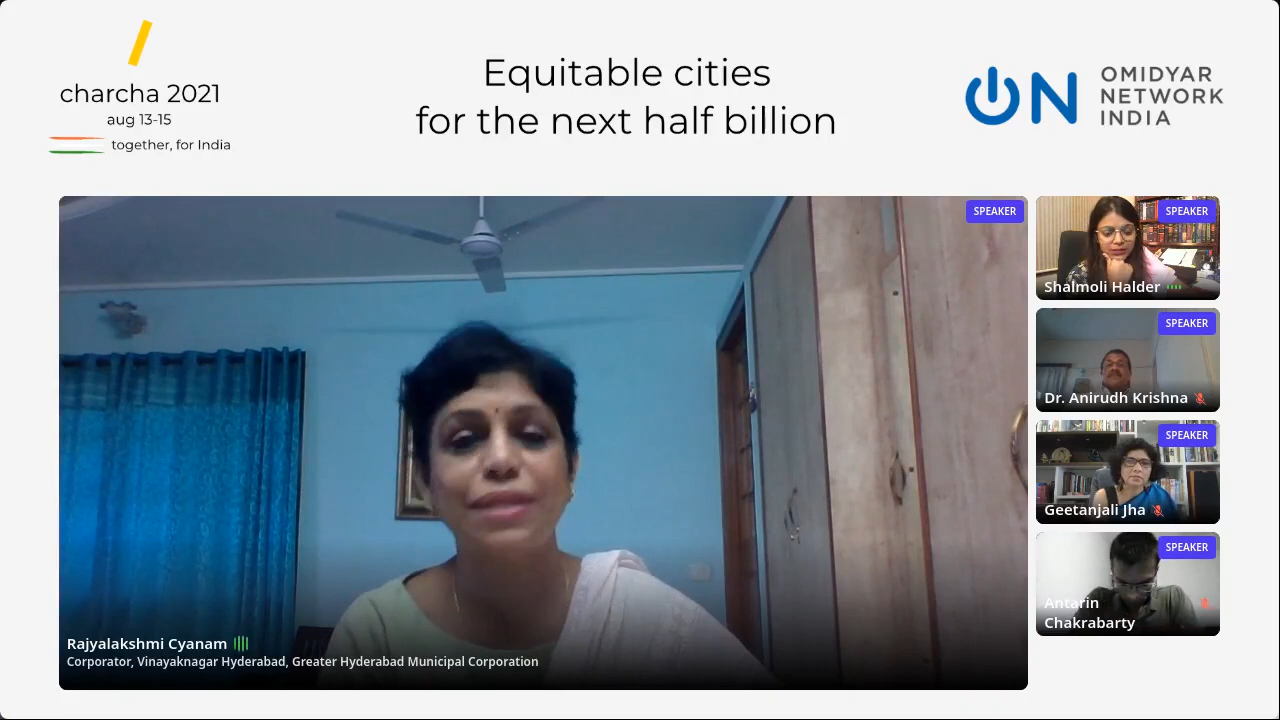 charcha 2021
aug 13-15
together, for India
Equitable cities
for the next half billion
ON
OMIDYAR
NETWORK
INDIA
SPEAKER
Rajyalakshmi Cyanam
Corporator, Vinayaknagar Hyderabad, Greater Hyderabad Municipal Corporation
SPEAKER
Shalmoli Halder
SPEAKER
Dr. Anirudh Krishna
SPEAKER
Geetanjali Jha
SPEAKER
Antarin
Chakrabarty